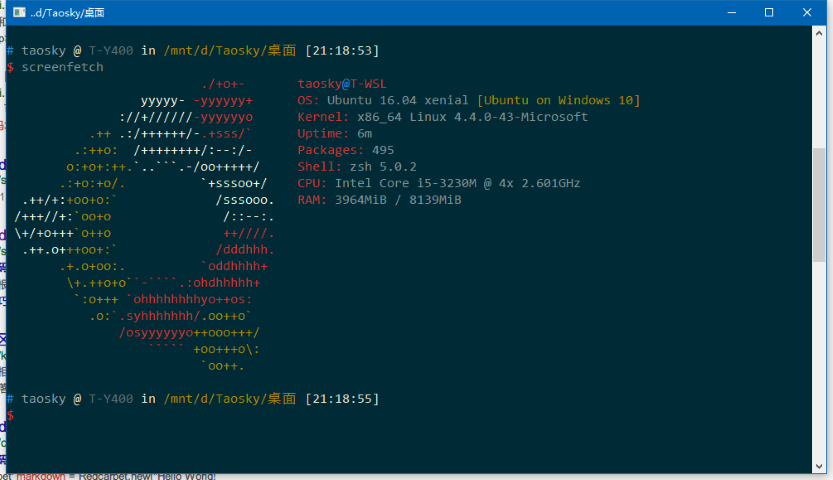 ..d/Taosky/桌面
# taosky @ T-Y400 in /mnt/d/Taosky/桌面 [21:18:53]
$ screenfetch
                         ./+o+-       taosky@T-WSL
                 yyyyy- -yyyyyy+      OS: Ubuntu 16.04 xenial [Ubuntu on Windows 10]
              ://+//////-yyyyyyo      Kernel: x86_64 Linux 4.4.0-43-Microsoft
          .++ .:/++++++/-.+sss/`      Uptime: 6m
        .:++o:  /++++++++/:--:/-      Packages: 495
       o:+o+:++.`..```.-/oo+++++/     Shell: zsh 5.0.2
      .:+o:+o/.          `+sssoo+/    CPU: Intel Core i5-3230M @ 4x 2.601GHz
 .++/+:+oo+o:`             /sssooo.   RAM: 3964MiB / 8139MiB
/+++//+:`oo+o               /::--:.
\+/+o+++`o++o               ++////.
 .++.o+++oo+:`             /dddhhh.
      .+.o+oo:.          `oddhhhh+
       \+.++o+o``-````.:ohdhhhhh+
        `:o+++ `ohhhhhhhhyo++os:
          .o:`.syhhhhhhh/.oo++o`
              /osyyyyyyo++ooo+++/
                  ````` +oo+++o\:
                         `oo++.
# taosky @ T-Y400 in /mnt/d/Taosky/桌面 [21:18:55]
$
markdown = Redcarpet.new("Hello World!